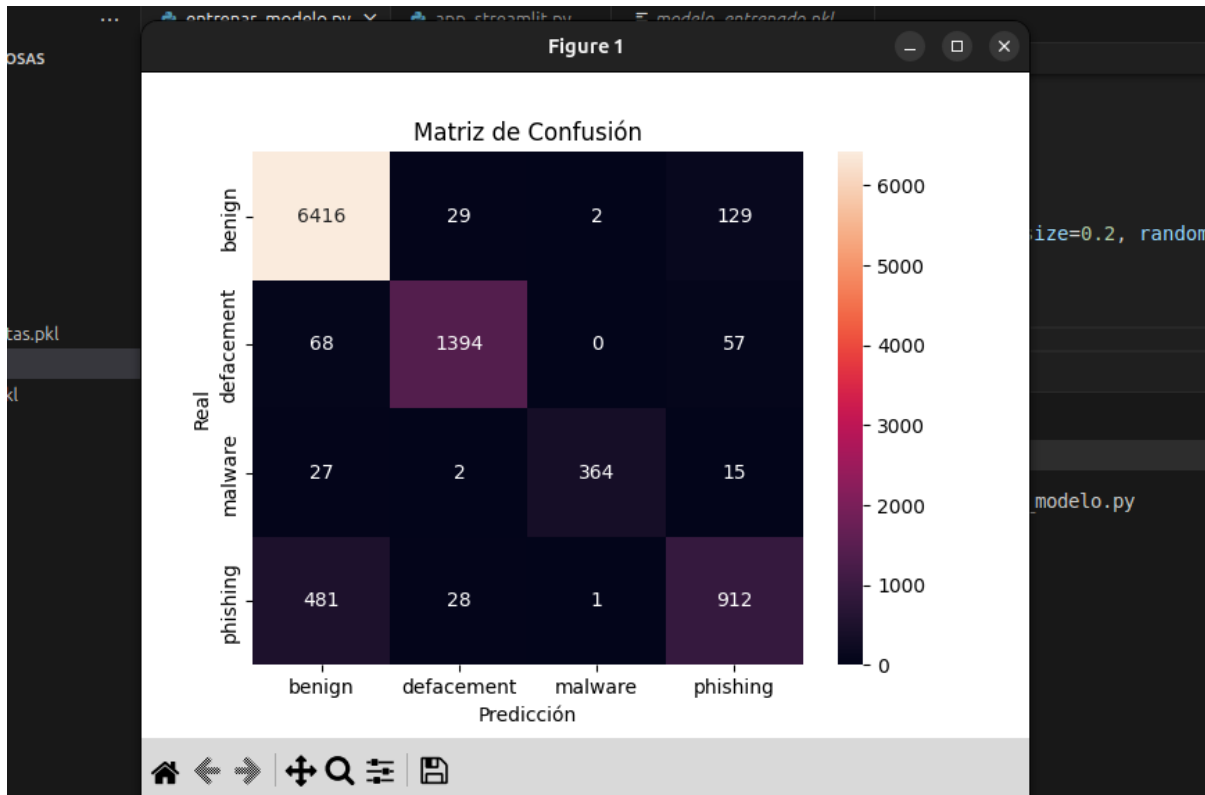 ... entrenar_modelo.py × app_streamlit.py modelo_entrenado.pkl
Figure 1
OSAS
Matriz de Confusión
benign 6416 29 2 129
6000
ize=0.2, random
5000
tas.pkl
defacement 68 1394 0 57
4000
kl
Real
3000
malware 27 2 364 15
2000
_modelo.py
phishing 481 28 1 912
1000
0
benign defacement malware phishing
Predicción